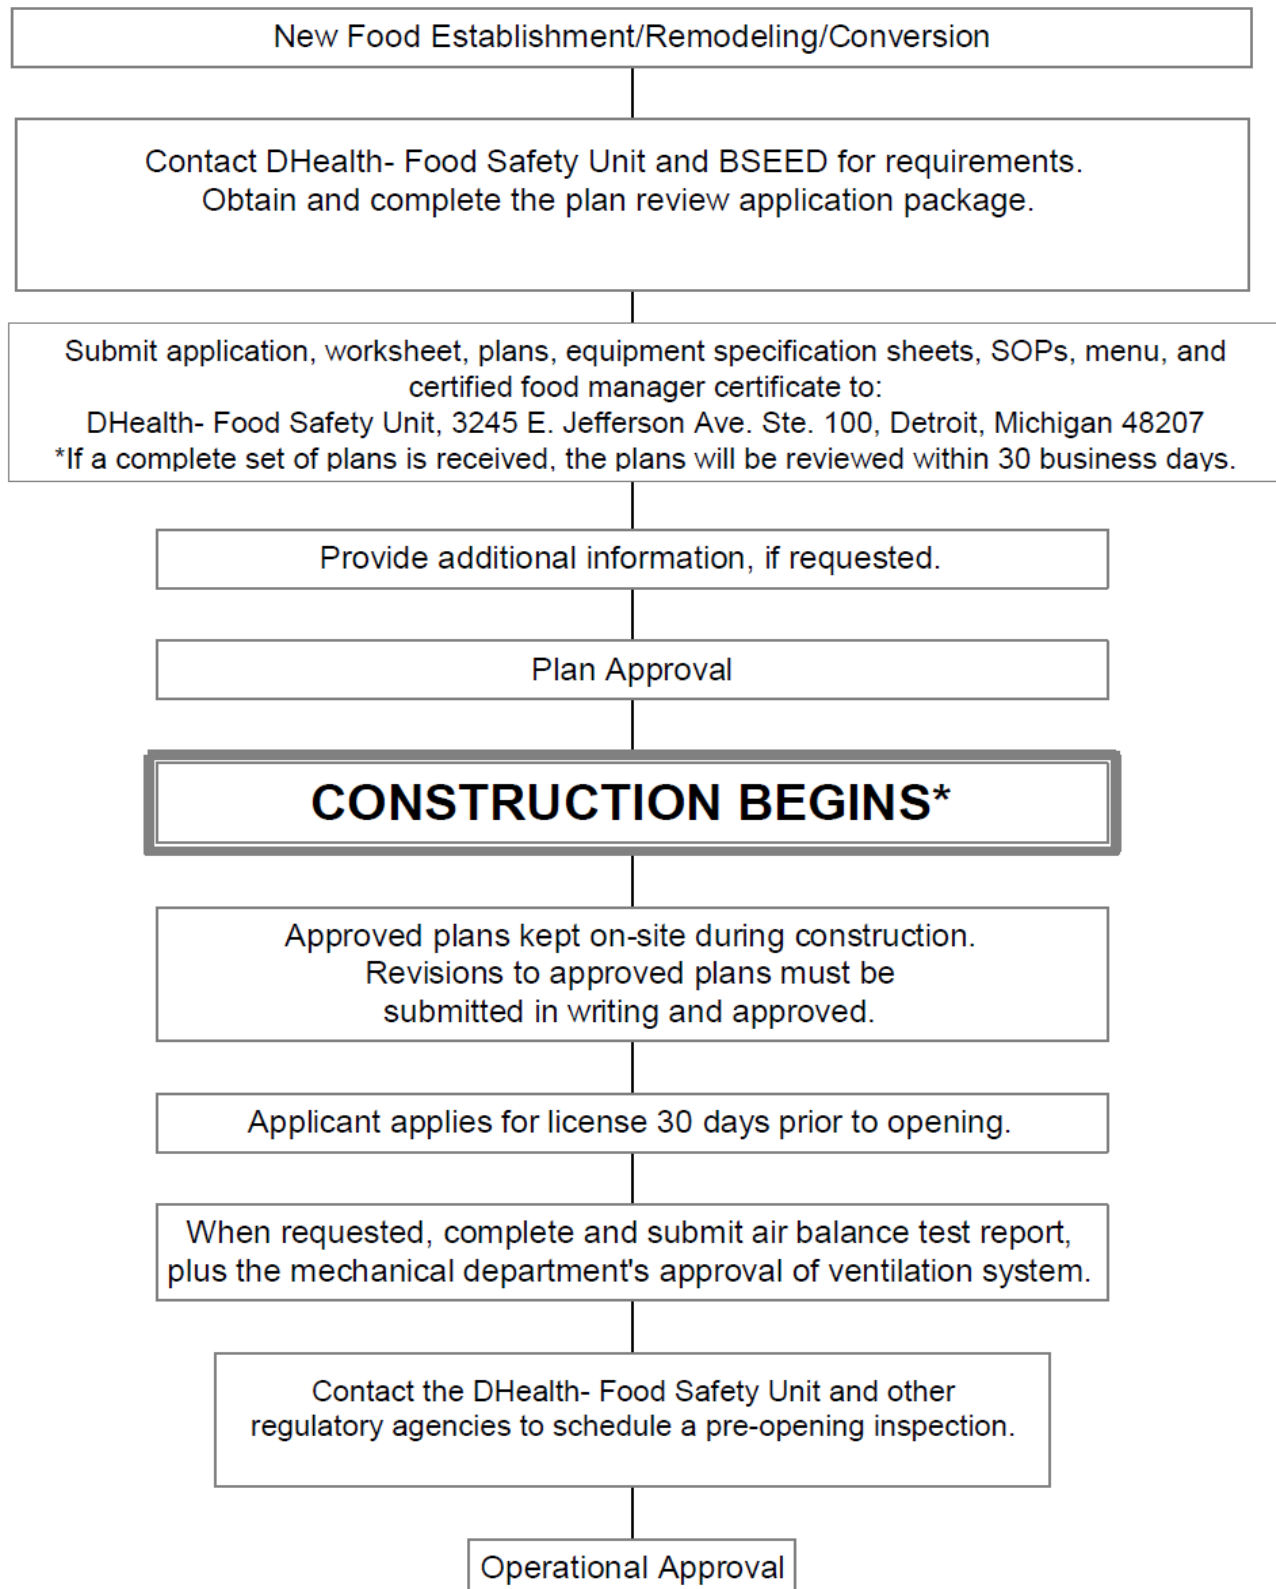 New Food Establishment/Remodeling/Conversion
Contact DHealth- Food Safety Unit and BSEED for requirements.
Obtain and complete the plan review application package.
Submit application, worksheet, plans, equipment specification sheets, SOPs, menu, and
certified food manager certificate to:
DHealth- Food Safety Unit, 3245 E. Jefferson Ave. Ste. 100, Detroit, Michigan 48207
*If a complete set of plans is received, the plans will be reviewed within 30 business days.
Provide additional information, if requested.
Plan Approval
CONSTRUCTION BEGINS*
Approved plans kept on-site during construction.
Revisions to approved plans must be
submitted in writing and approved.
Applicant applies for license 30 days prior to opening.
When requested, complete and submit air balance test report,
plus the mechanical department's approval of ventilation system.
Contact the DHealth- Food Safety Unit and other
regulatory agencies to schedule a pre-opening inspection.
Operational Approval